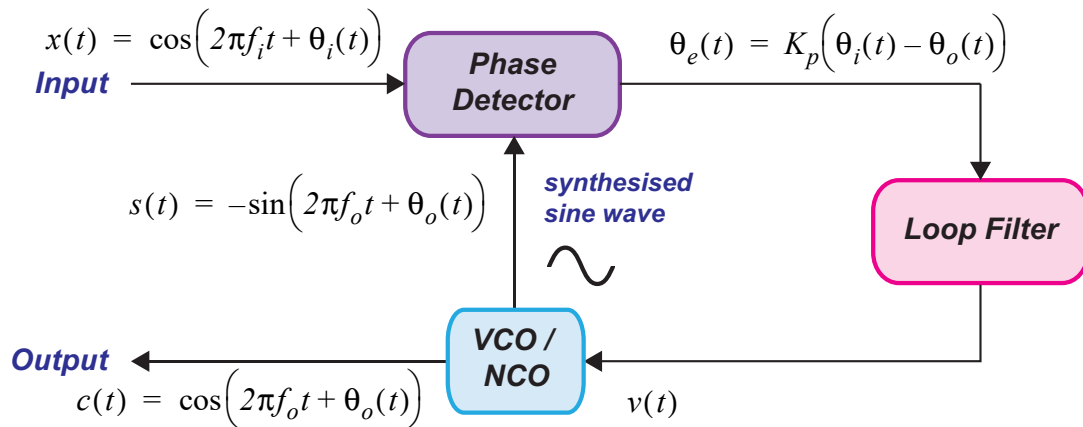 x(t) = cos(2πf_i t + θ_i(t))
Input
Phase
Detector
θ_e(t) = K_p(θ_i(t) – θ_o(t))
s(t) = –sin(2πf_o t + θ_o(t))
synthesised
sine wave
Loop Filter
VCO /
NCO
Output
c(t) = cos(2πf_o t + θ_o(t))
v(t)